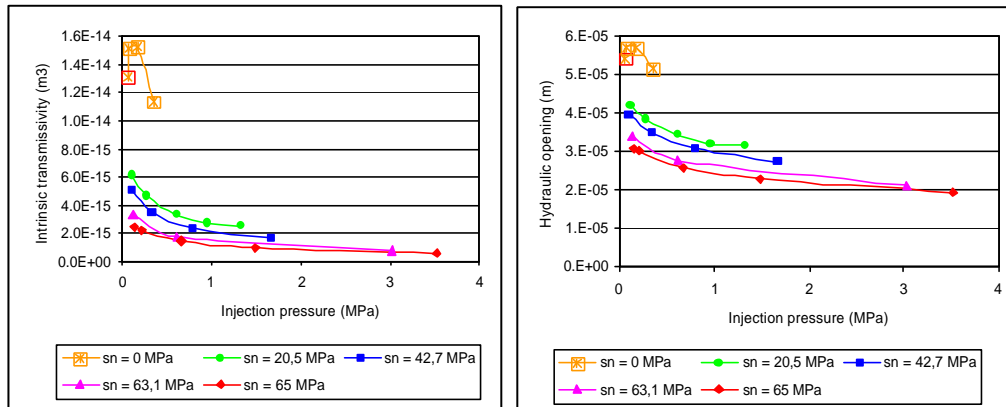 Intrinsic transmissivity (m3)
1.6E-14
1.4E-14
1.2E-14
1.0E-14
8.0E-15
6.0E-15
4.0E-15
2.0E-15
0.0E+00
0 1 2 3 4
Injection pressure (MPa)
sn = 0 MPa sn = 20,5 MPa sn = 42,7 MPa
sn = 63,1 MPa sn = 65 MPa
Hydraulic opening (m)
6.E-05
5.E-05
4.E-05
3.E-05
2.E-05
1.E-05
0.E+00
0 1 2 3 4
Injection pressure (MPa)
sn = 0 MPa sn = 20,5 MPa sn = 42,7 MPa
sn = 63,1 MPa sn = 65 MPa